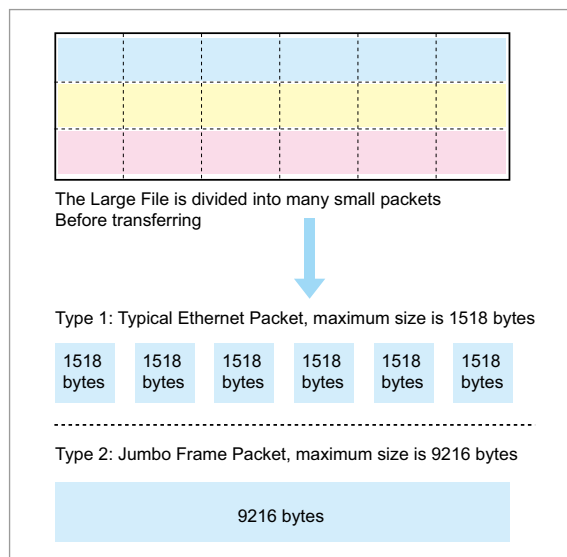 The Large File is divided into many small packets
Before transferring
Type 1: Typical Ethernet Packet, maximum size is 1518 bytes
1518 1518 1518 1518 1518 1518
bytes bytes bytes bytes bytes bytes
Type 2: Jumbo Frame Packet, maximum size is 9216 bytes
9216 bytes